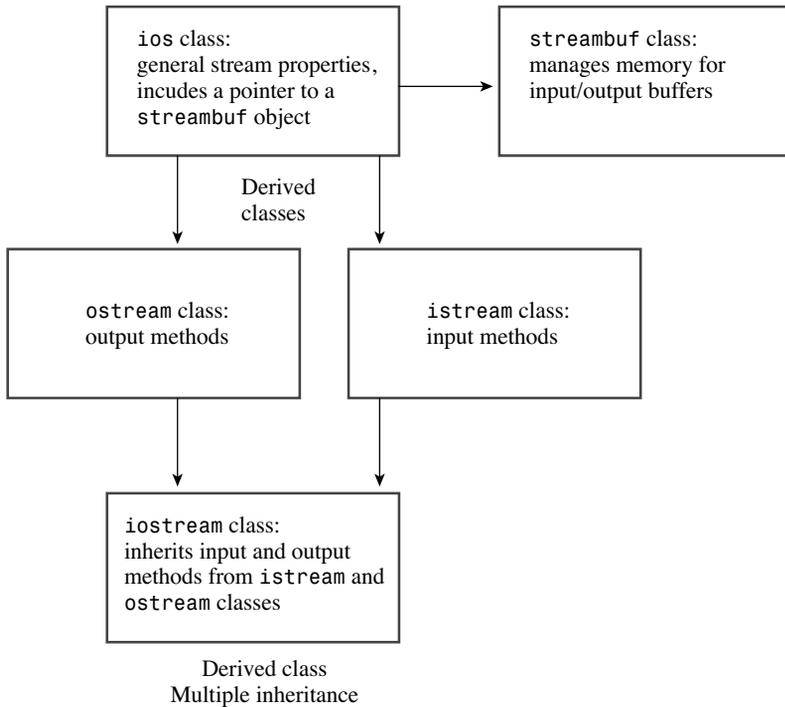 ios class:
general stream properties,
incudes a pointer to a
streambuf object
streambuf class:
manages memory for
input/output buffers
Derived
classes
ostream class:
output methods
istream class:
input methods
iostream class:
inherits input and output
methods from istream and
ostream classes
Derived class
Multiple inheritance